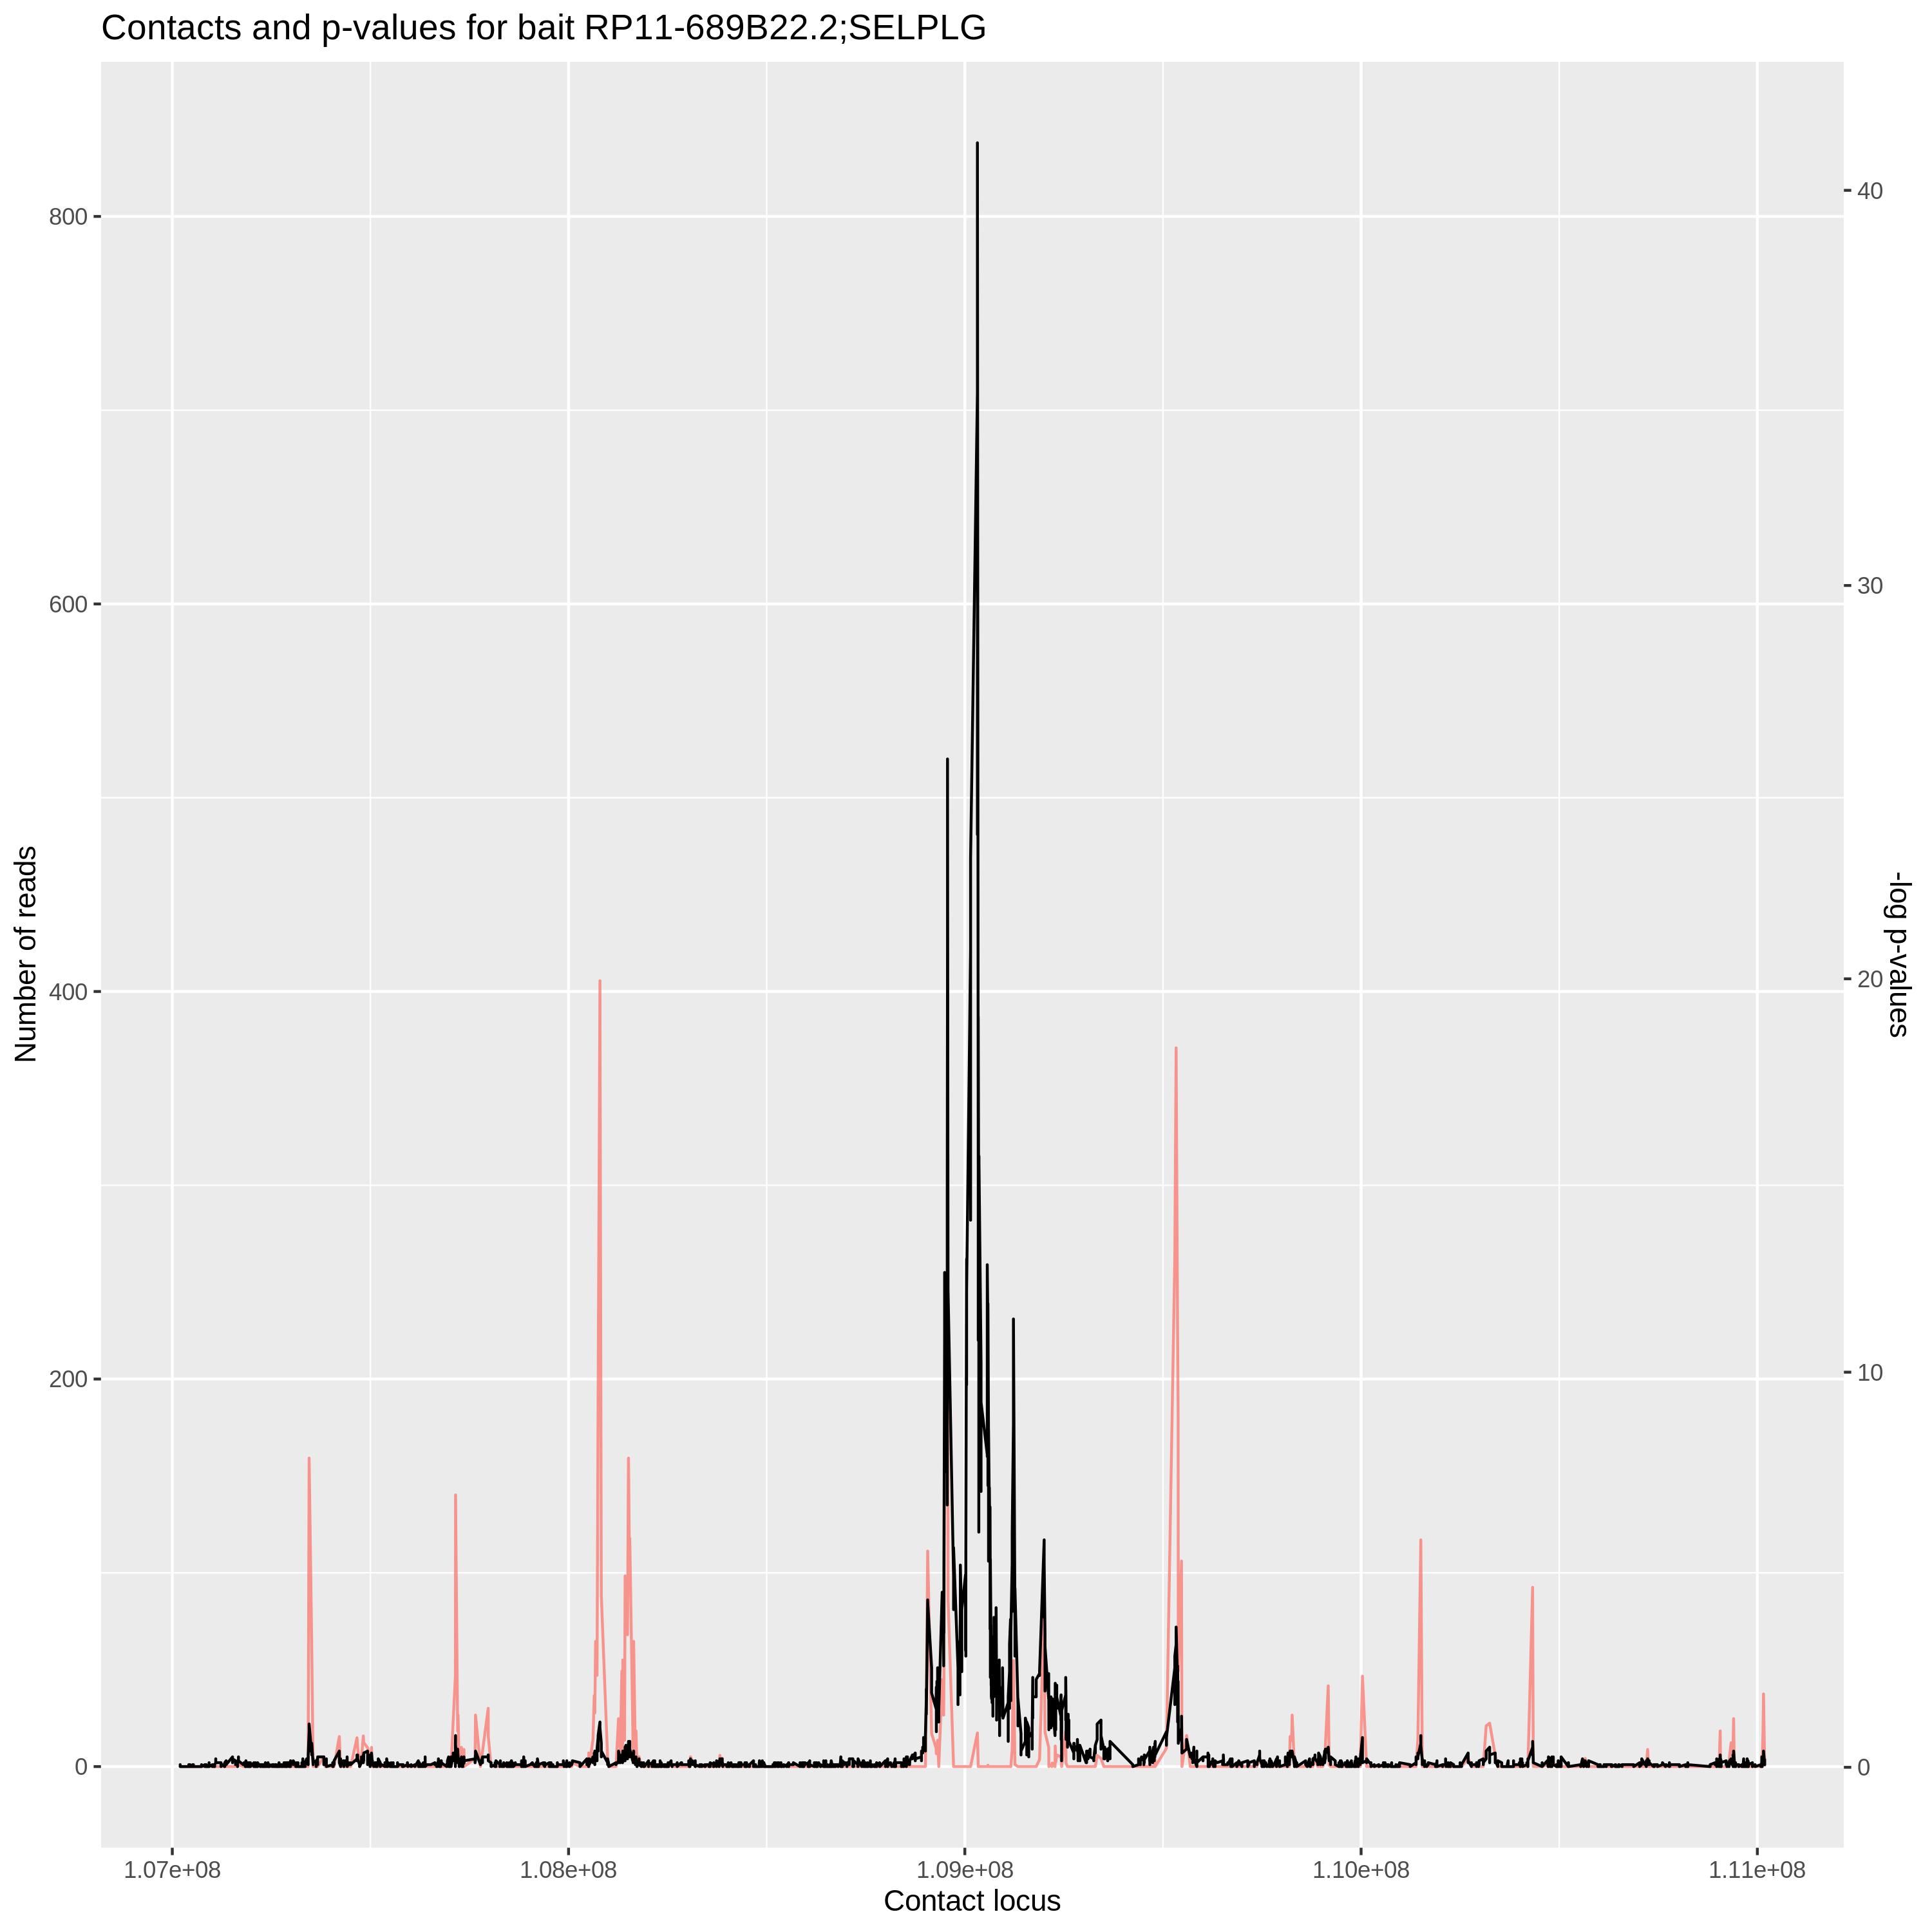 Contacts and p-values for bait RP11-689B22.2;SELPLG
800
600
400
200
0
Number of reads
40
30
20
10
0
-log p-values
1.07e+08
1.08e+08
1.09e+08
1.10e+08
1.11e+08
Contact locus